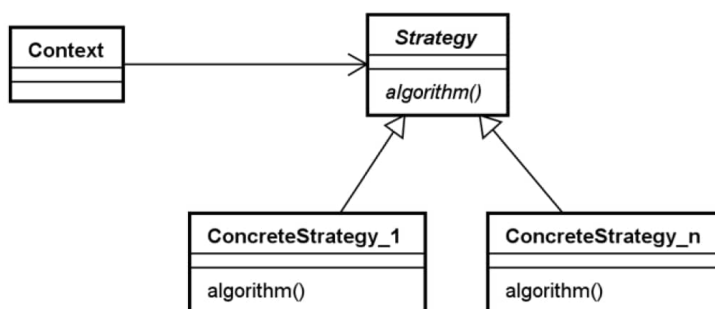 Context
Strategy
algorithm()
ConcreteStrategy_1
algorithm()
ConcreteStrategy_n
algorithm()